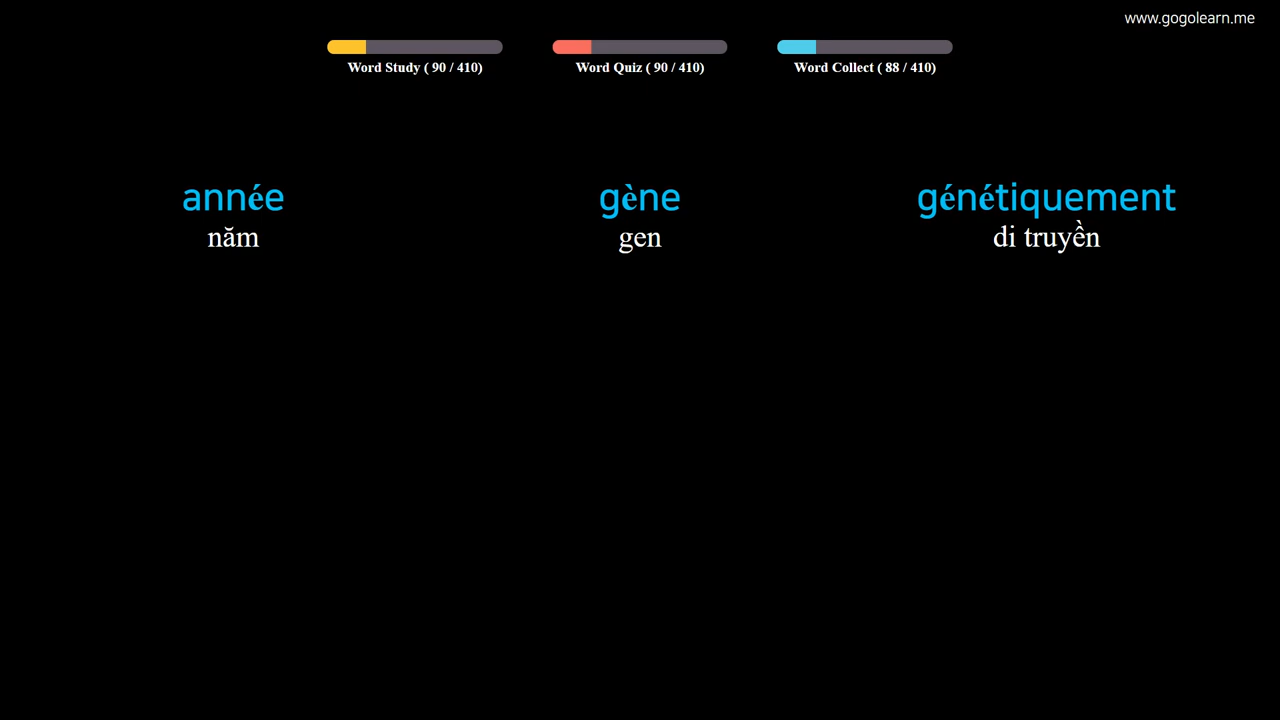 www.gogolearn.me
Word Study ( 90 / 410) Word Quiz ( 90 / 410) Word Collect ( 88 / 410)
année gène génétiquement
năm gen di truyền